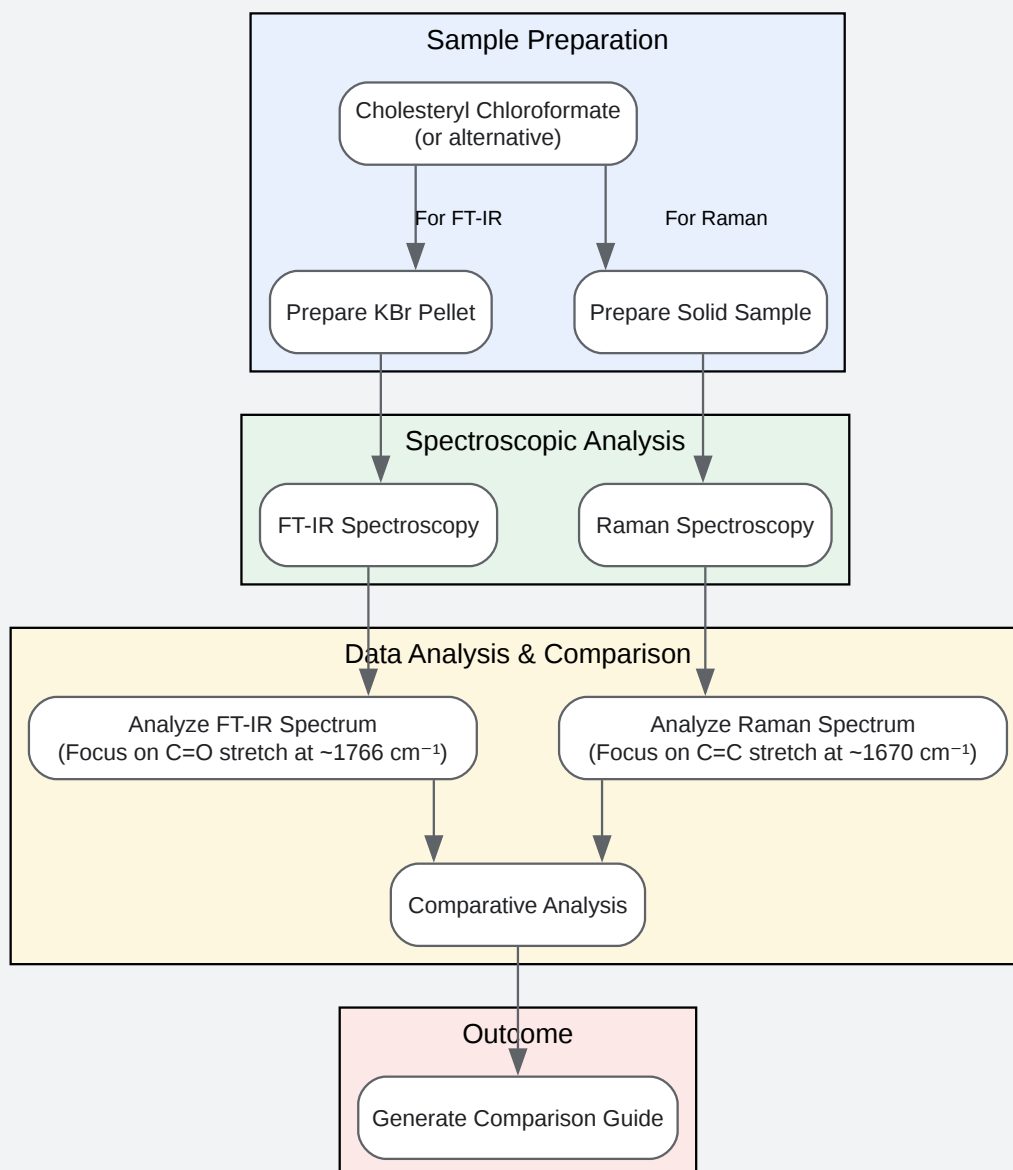 Sample Preparation
Cholesteryl Chloroformate
(or alternative)
For FT-IR
For Raman
Prepare KBr Pellet
Prepare Solid Sample
Spectroscopic Analysis
FT-IR Spectroscopy
Raman Spectroscopy
Data Analysis & Comparison
Analyze FT-IR Spectrum
(Focus on C=O stretch at ~1766 cm⁻¹)
Analyze Raman Spectrum
(Focus on C=C stretch at ~1670 cm⁻¹)
Comparative Analysis
Outcome
Generate Comparison Guide